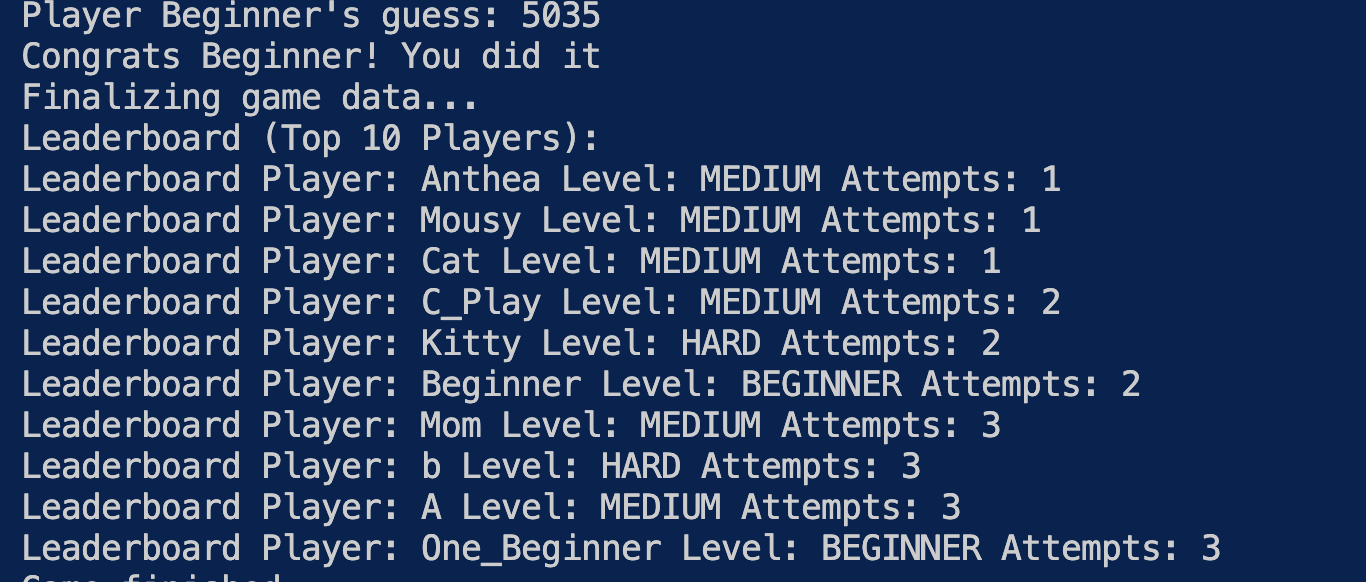 Player Beginner's guess: 5035
Congrats Beginner! You did it
Finalizing game data...
Leaderboard (Top 10 Players):
Leaderboard Player: Anthea Level: MEDIUM Attempts: 1
Leaderboard Player: Mousy Level: MEDIUM Attempts: 1
Leaderboard Player: Cat Level: MEDIUM Attempts: 1
Leaderboard Player: C_Play Level: MEDIUM Attempts: 2
Leaderboard Player: Kitty Level: HARD Attempts: 2
Leaderboard Player: Beginner Level: BEGINNER Attempts: 2
Leaderboard Player: Mom Level: MEDIUM Attempts: 3
Leaderboard Player: b Level: HARD Attempts: 3
Leaderboard Player: A Level: MEDIUM Attempts: 3
Leaderboard Player: One_Beginner Level: BEGINNER Attempts: 3
Game finished